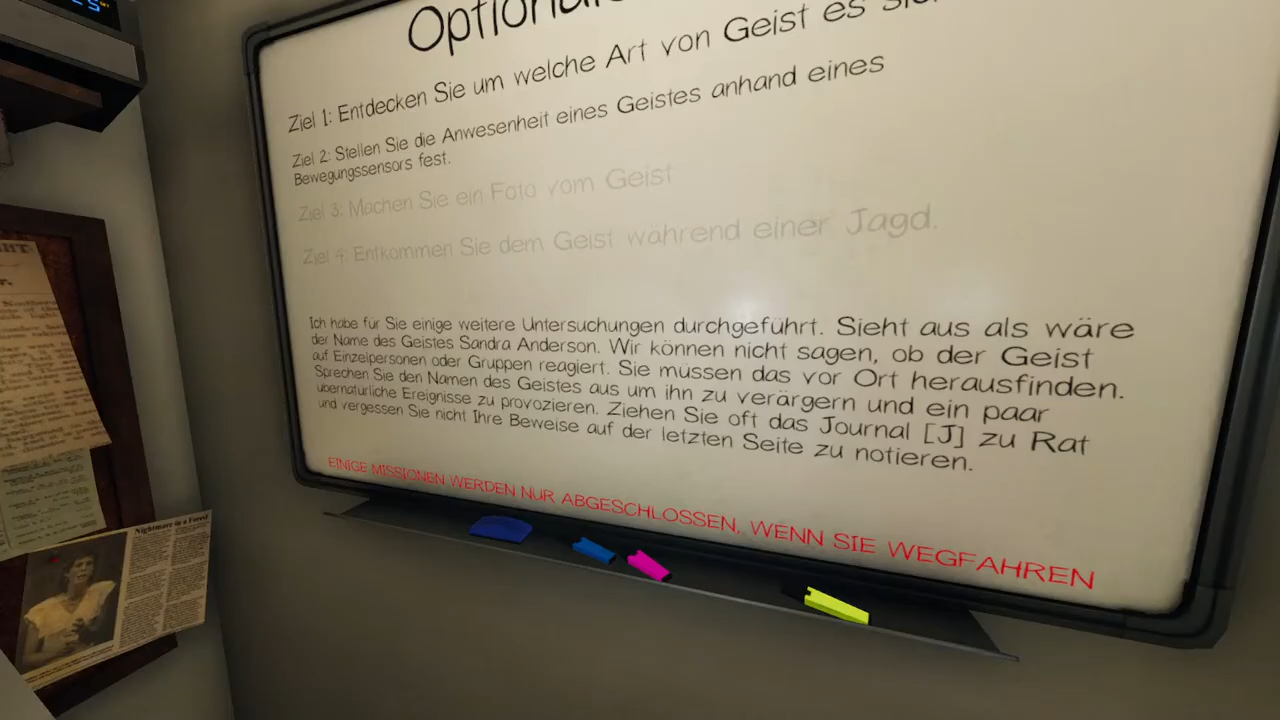 Ziel 1: Entdecken Sie um welche Art von Geist es
Ziel 2: Stellen Sie die Anwesenheit eines Geistes anhand eines
Bewegungssensors fest.
Ziel 3: Machen Sie ein Foto vom Geist
Ziel 4: Entkommen Sie dem Geist während einer Jagd.
Ich habe für Sie einige weitere Untersuchungen durchgeführt. Sieht aus als wäre
der Name des Geistes Sandra Anderson. Wir können nicht sagen, ob der Geist
auf Einzelpersonen oder Gruppen reagiert. Sie müssen das vor Ort herausfinden.
Sprechen Sie den Namen des Geistes aus um ihn zu verärgern und ein paar
übernatürliche Ereignisse zu provozieren. Ziehen Sie oft das Journal [J] zu Rat
und vergessen Sie nicht Ihre Beweise auf der letzten Seite zu notieren.
EINIGE MISSIONEN WERDEN NUR ABGESCHLOSSEN, WENN SIE WEGFAHREN
Nightmare in a Forest